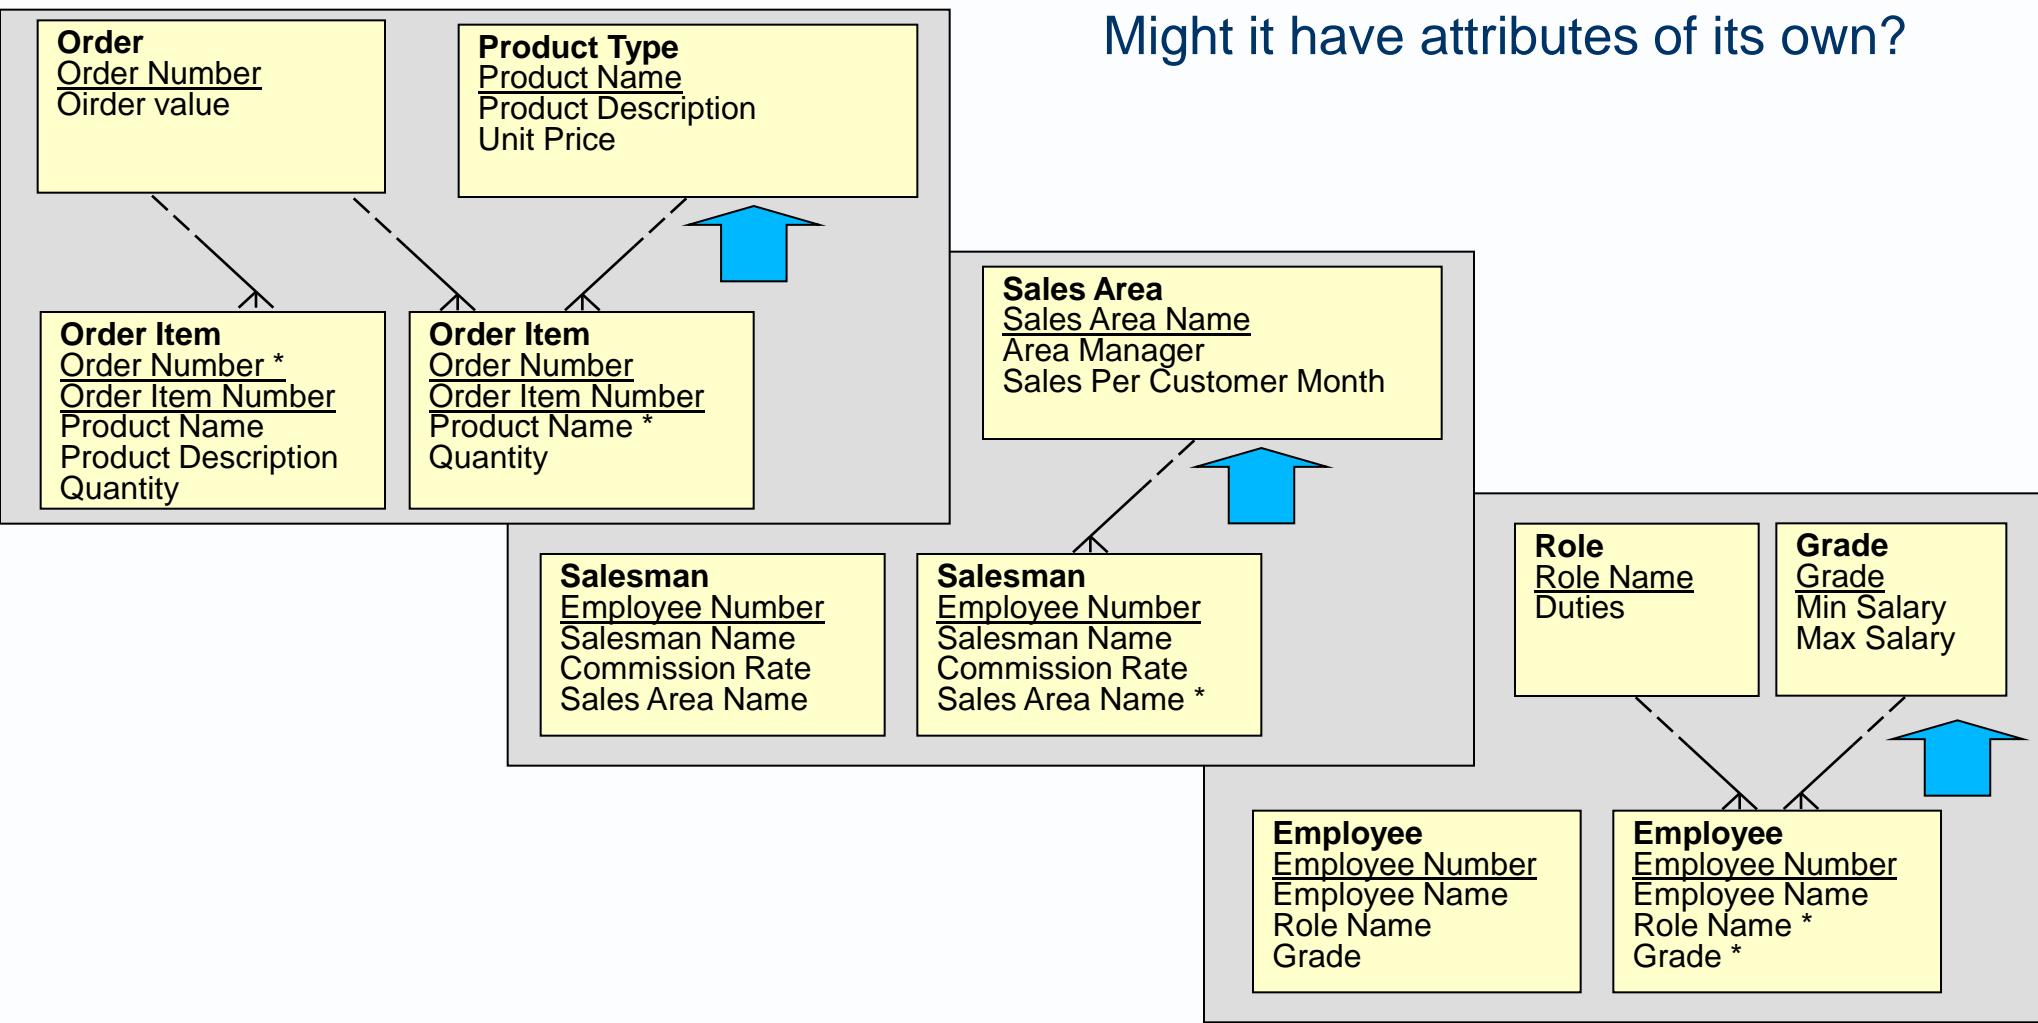 Might it have attributes of its own?
Order
Order Number
Oirder value
Product Type
Product Name
Product Description
Unit Price
Order Item
Order Number *
Order Item Number
Product Name
Product Description
Quantity
Order Item
Order Number
Order Item Number
Product Name *
Quantity
Sales Area
Sales Area Name
Area Manager
Sales Per Customer Month
Salesman
Employee Number
Salesman Name
Commission Rate
Sales Area Name
Salesman
Employee Number
Salesman Name
Commission Rate
Sales Area Name *
Role
Role Name
Duties
Grade
Grade
Min Salary
Max Salary
Employee
Employee Number
Employee Name
Role Name
Grade
Employee
Employee Number
Employee Name
Role Name *
Grade *